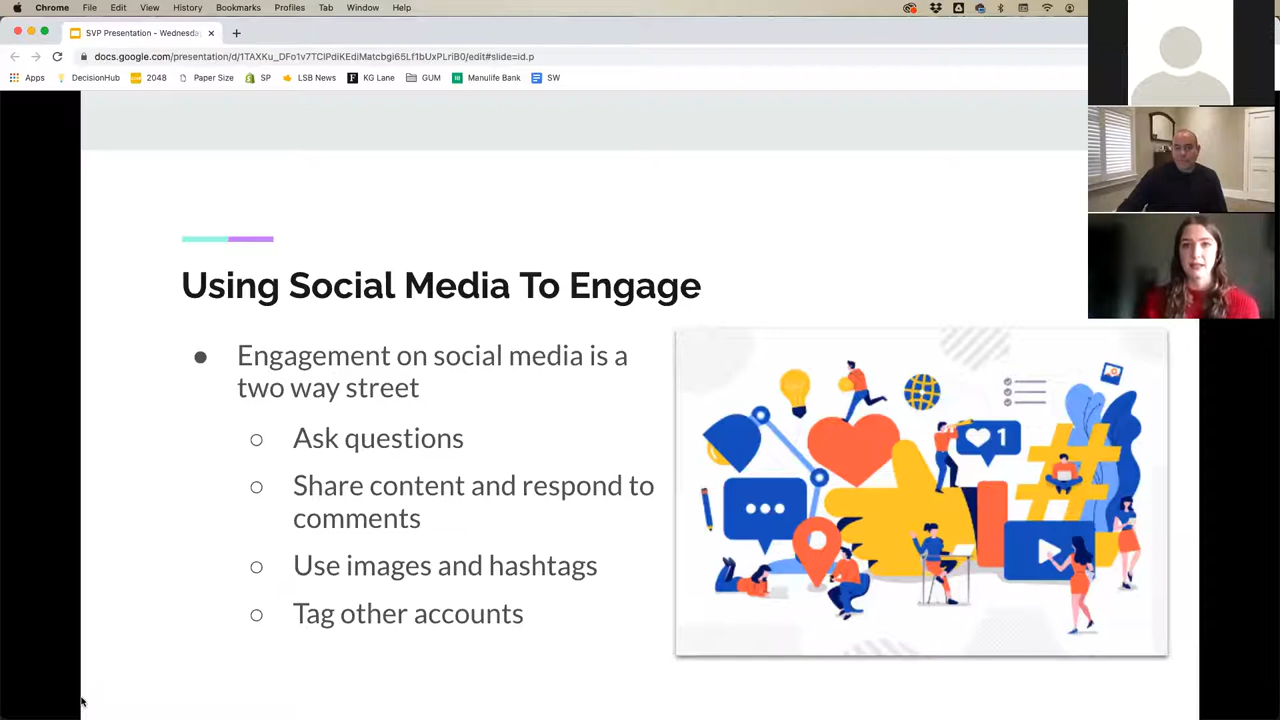 Chrome File Edit View History Bookmarks Profiles Tab Window Help
SVP Presentation - Wednesda
docs.google.com/presentation/d/1TAXKu_DFo1v7TCIPdiKEdiMatcbgi65Lf1bUxPLriB0/edit#slide=id.p
Apps DecisionHub 2048 Paper Size SP LSB News KG Lane GUM Manulife Bank SW
Using Social Media To Engage
● Engagement on social media is a
two way street
○ Ask questions
○ Share content and respond to
comments
○ Use images and hashtags
○ Tag other accounts
1
#